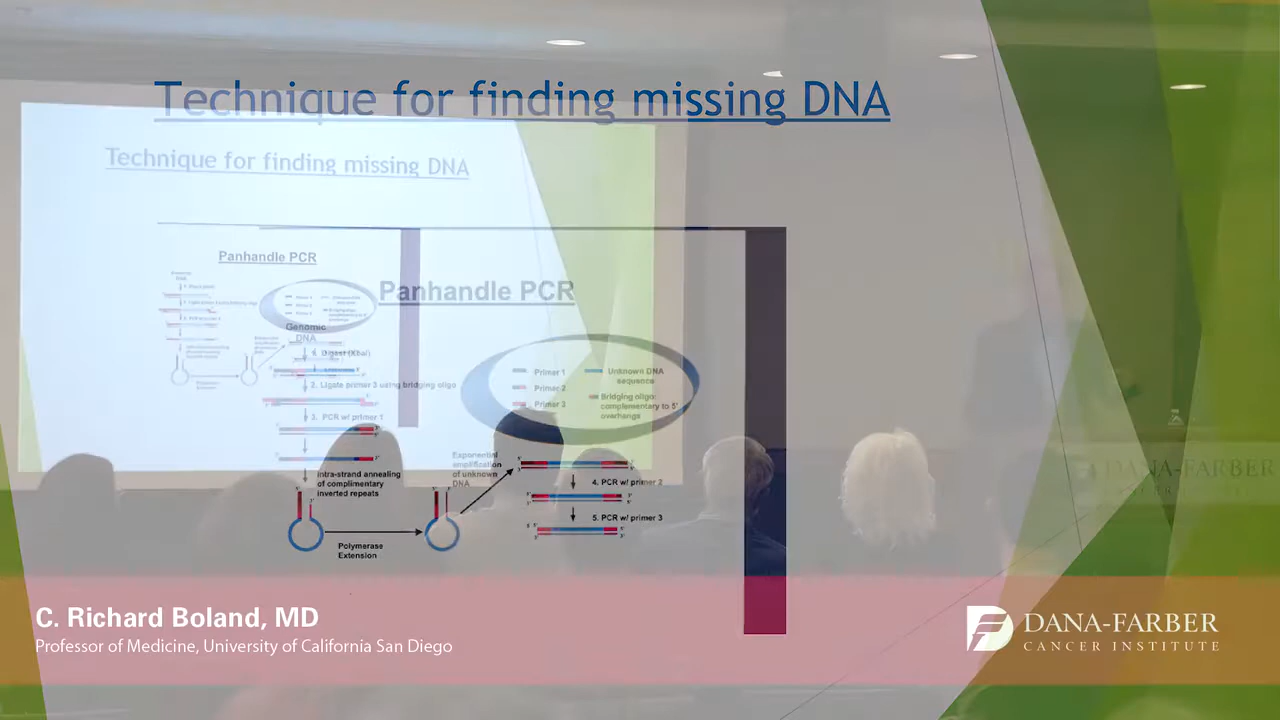 Technique for finding missing DNA
Technique for finding missing DNA
Panhandle PCR
Panhandle PCR
Genomic
DNA
1. Digest (XbaI)
2. Ligate primer 3 using bridging oligo
3. PCR w/ primer 1
Intra-strand annealing
of complimentary
inverted repeats
Polymerase
Extension
Exponential
amplification
of unknown
DNA
Primer 1
Primer 2
Primer 3
Unknown DNA
sequence
Bridging oligo:
complementary to 5'
overhangs
4. PCR w/ primer 2
5. PCR w/ primer 3
DANA-FARBER
C. Richard Boland, MD
Professor of Medicine, University of California San Diego
DANA-FARBER
CANCER INSTITUTE